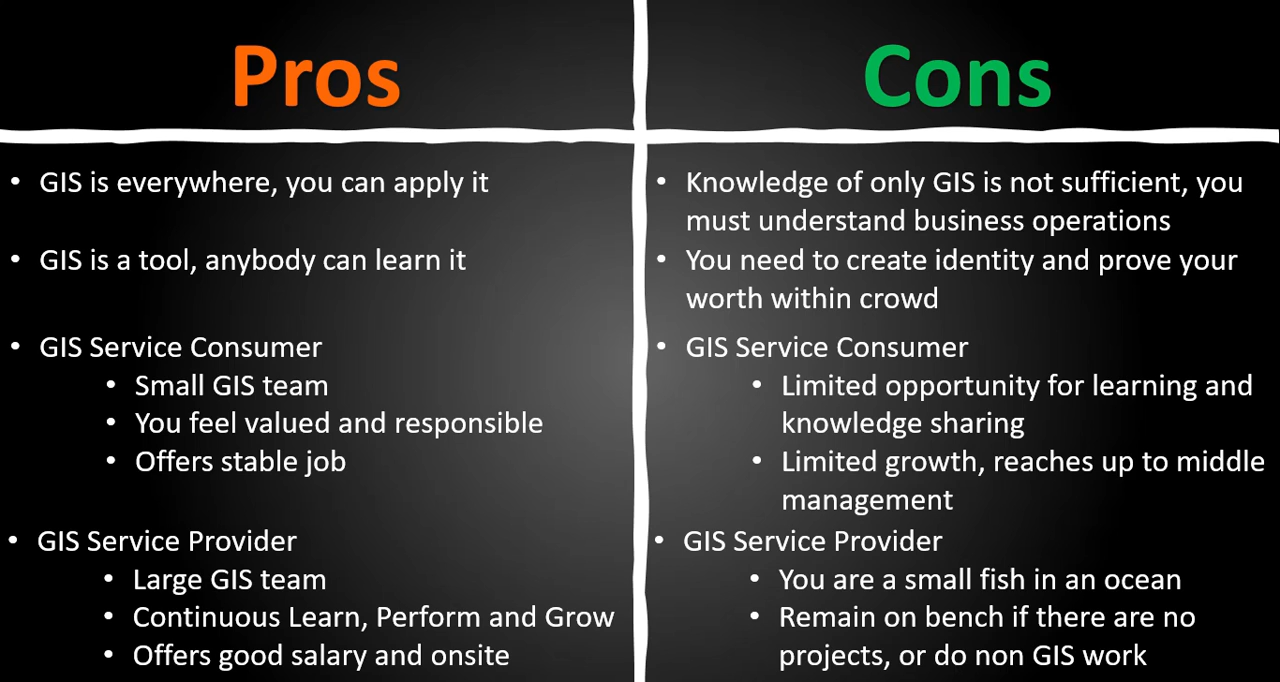 Pros
• GIS is everywhere, you can apply it
• GIS is a tool, anybody can learn it
• GIS Service Consumer
• Small GIS team
• You feel valued and responsible
• Offers stable job
• GIS Service Provider
• Large GIS team
• Continuous Learn, Perform and Grow
• Offers good salary and onsite
Cons
• Knowledge of only GIS is not sufficient, you
must understand business operations
• You need to create identity and prove your
worth within crowd
• GIS Service Consumer
• Limited opportunity for learning and
knowledge sharing
• Limited growth, reaches up to middle
management
• GIS Service Provider
• You are a small fish in an ocean
• Remain on bench if there are no
projects, or do non GIS work